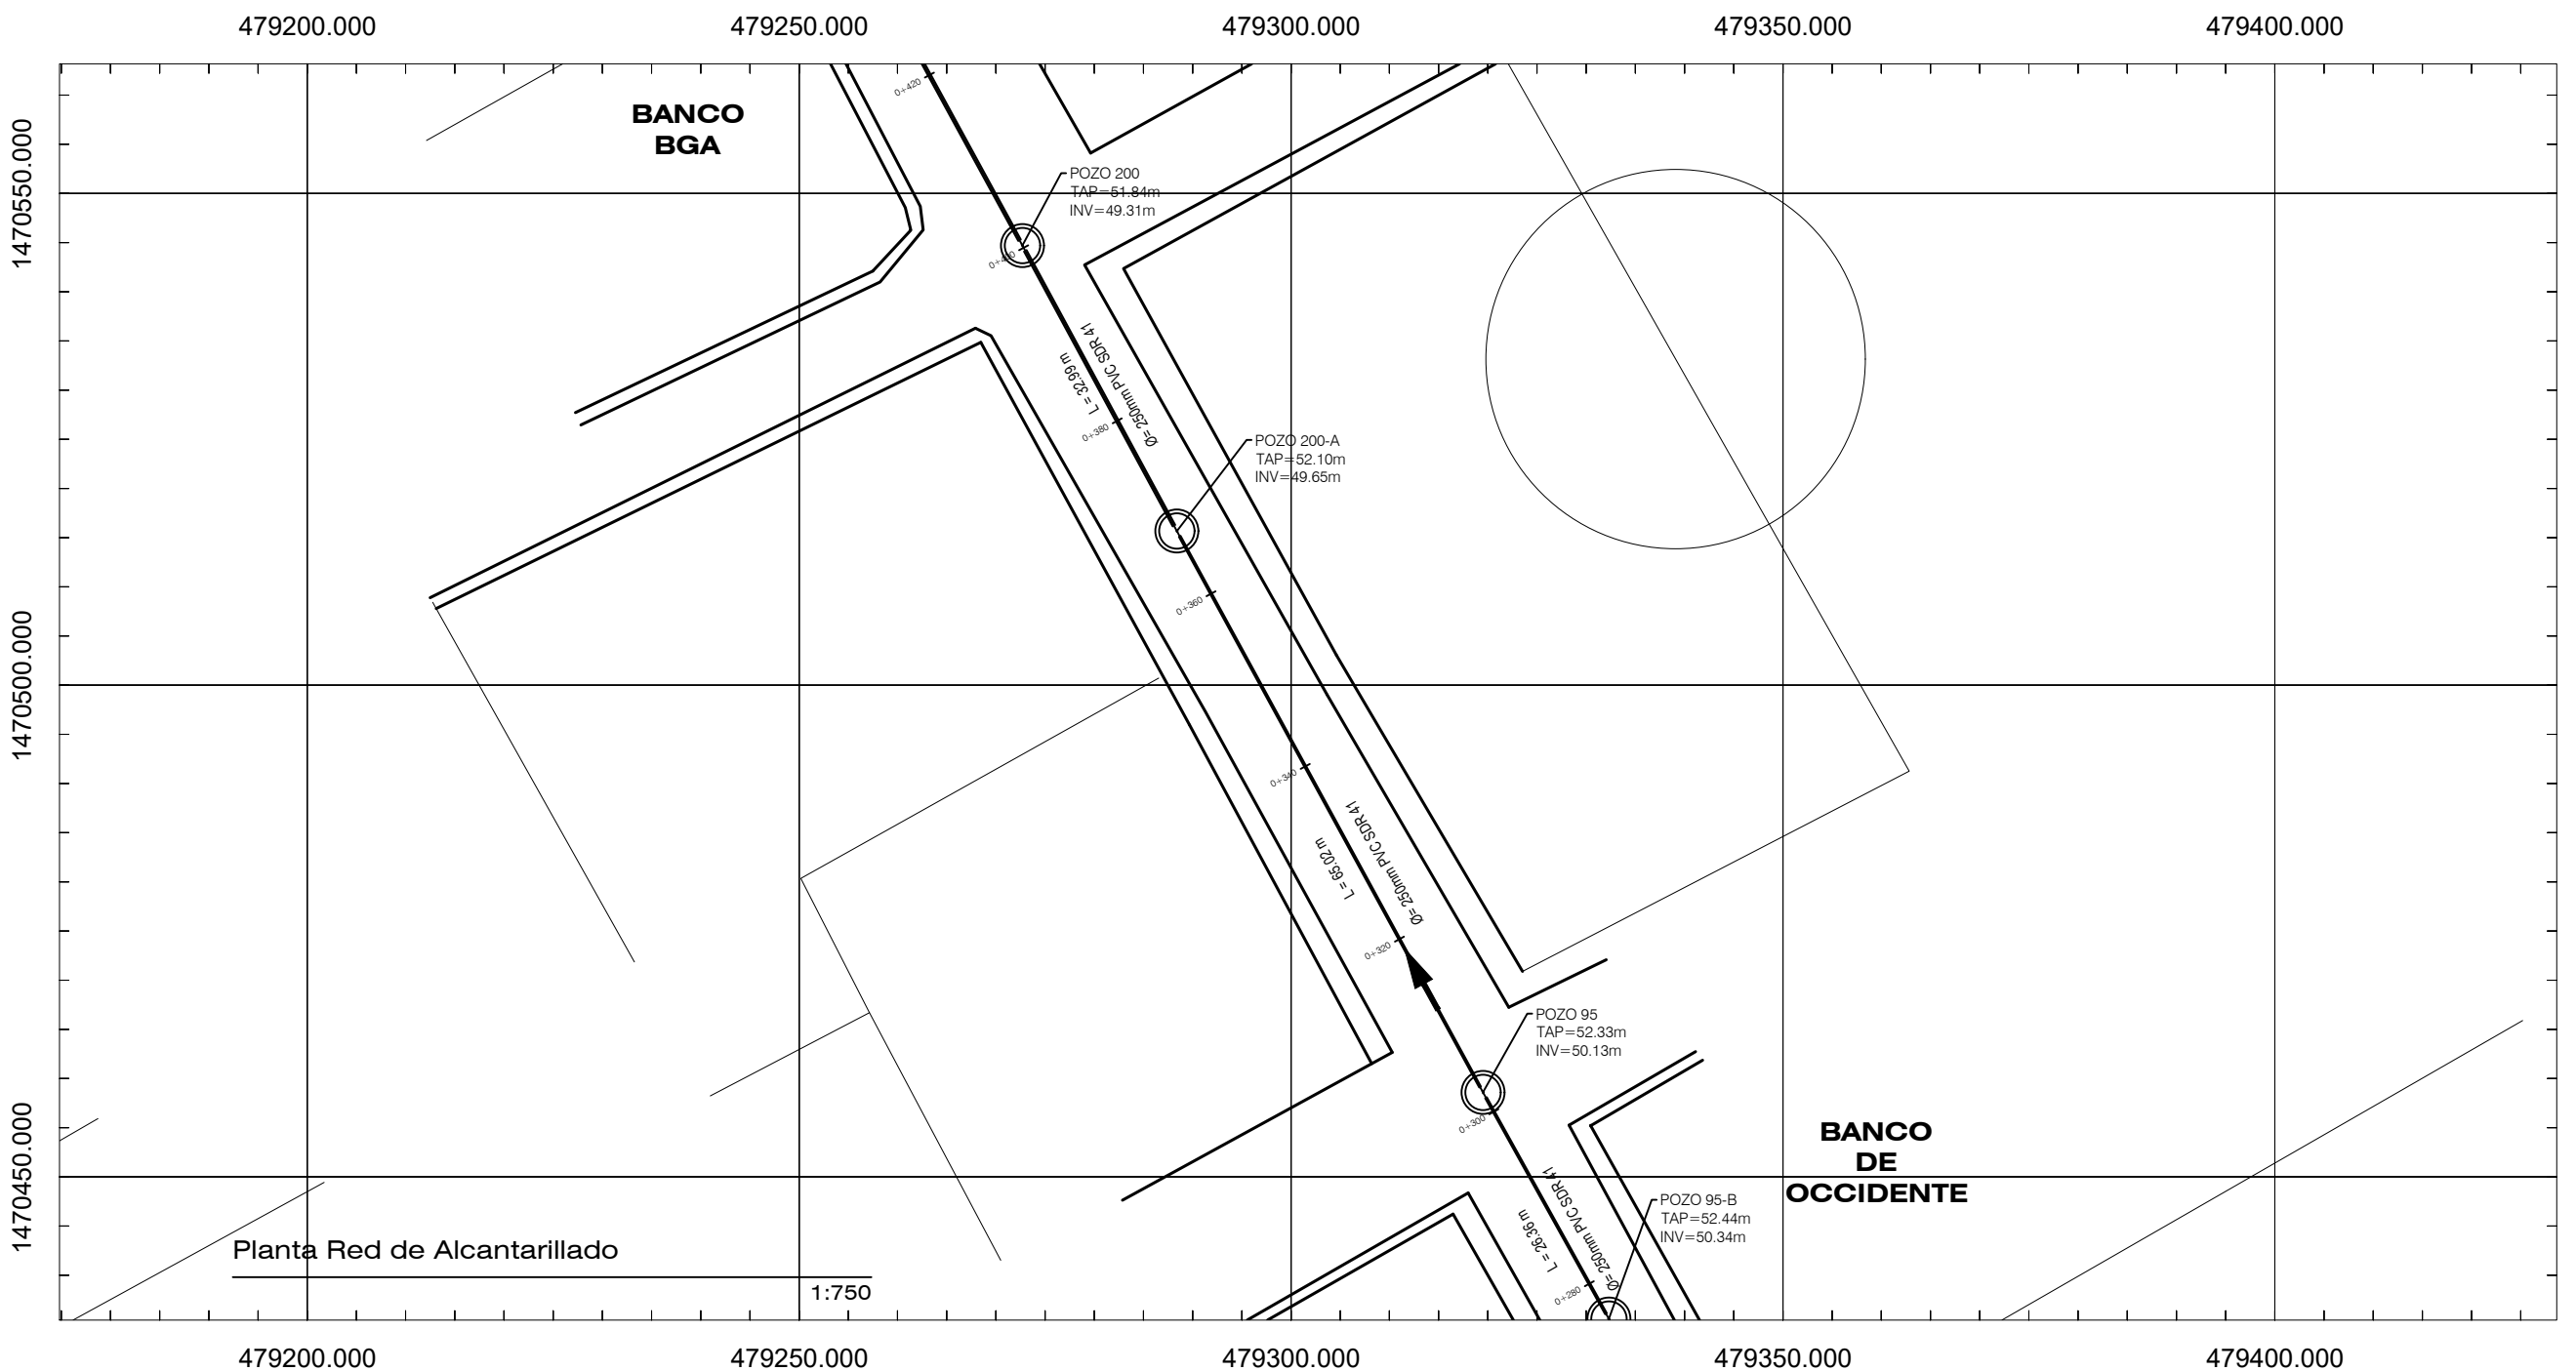 479200.000
479250.000
479300.000
479350.000
479400.000
1470550.000
1470500.000
1470450.000
BANCO
BGA
0+420
POZO 200
TAP=51.84m
INV=49.31m
0+400
Ø= 250mm PVC SDR 41
L = 32.99 m
0+380
POZO 200-A
TAP=52.10m
INV=49.65m
0+360
0+340
Ø= 250mm PVC SDR 41
L = 65.02 m
0+320
POZO 95
TAP=52.33m
INV=50.13m
0+300
BANCO
DE
OCCIDENTE
Ø= 250mm PVC SDR 41
L = 26.36 m
POZO 95-B
TAP=52.44m
INV=50.34m
0+280
Planta Red de Alcantarillado
1:750
479200.000
479250.000
479300.000
479350.000
479400.000